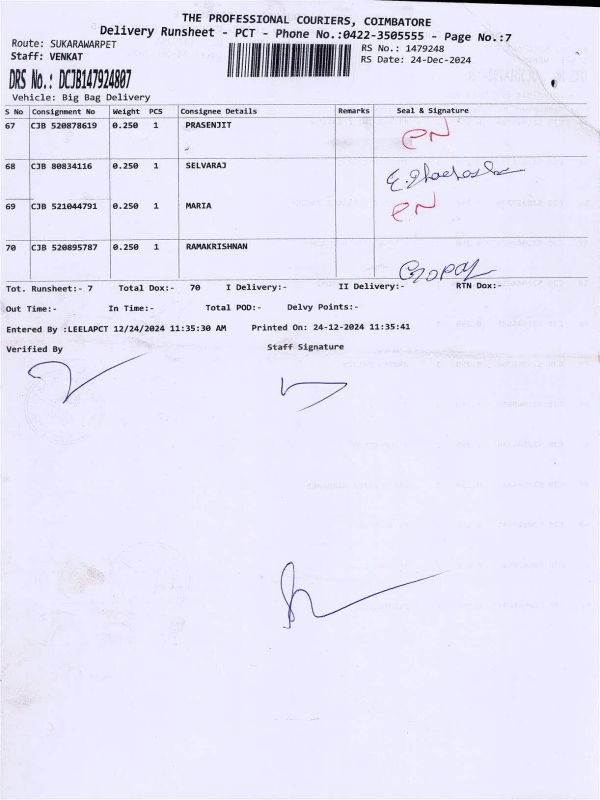 THE PROFESSIONAL COURIERS, COIMBATORE
Delivery Runsheet - PCT - Phone No.:0422-3505555 - Page No.:7
Route: SUKARAWARPET
Staff: VENKAT
RS No.: 1479248
RS Date: 24-Dec-2024
DRS No.: DCJB147924807
Vehicle: Big Bag Delivery
S No Consignment No Weight PCS Consignee Details Remarks Seal & Signature
67 CJB 520878619 0.250 1 PRASENJIT PN
68 CJB 80834116 0.250 1 SELVARAJ
69 CJB 521044791 0.250 1 MARIA PN
70 CJB 520895787 0.250 1 RAMAKRISHNAN GOPAL
Tot. Runsheet:- 7 Total Dox:- 70 I Delivery:- II Delivery:- RTN Dox:-
Out Time:- In Time:- Total POD:- Delvy Points:-
Entered By :LEELAPCT 12/24/2024 11:35:30 AM Printed On: 24-12-2024 11:35:41
Verified By Staff Signature